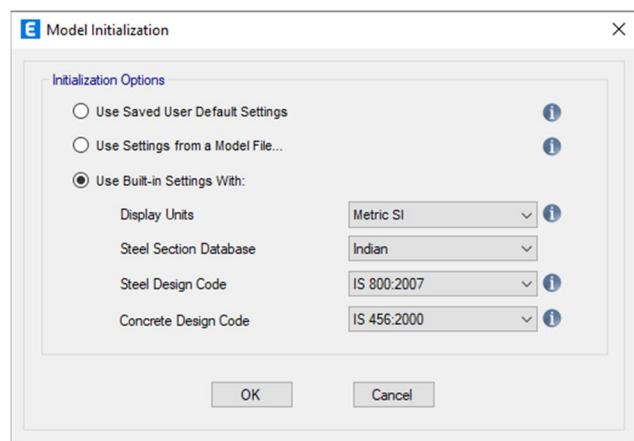 E Model Initialization
Initialization Options
Use Saved User Default Settings
Use Settings from a Model File...
Use Built-in Settings With:
Display Units Metric SI
Steel Section Database Indian
Steel Design Code IS 800:2007
Concrete Design Code IS 456:2000
OK Cancel